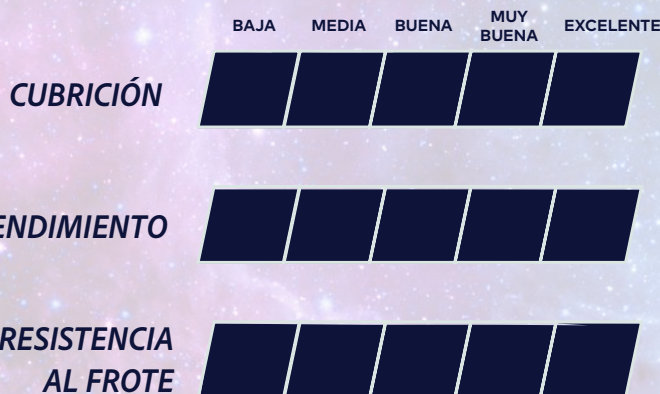 BAJA MEDIA BUENA MUY BUENA EXCELENTE
CUBRICIÓN
ENDIMIENTO
RESISTENCIA
AL FROTE